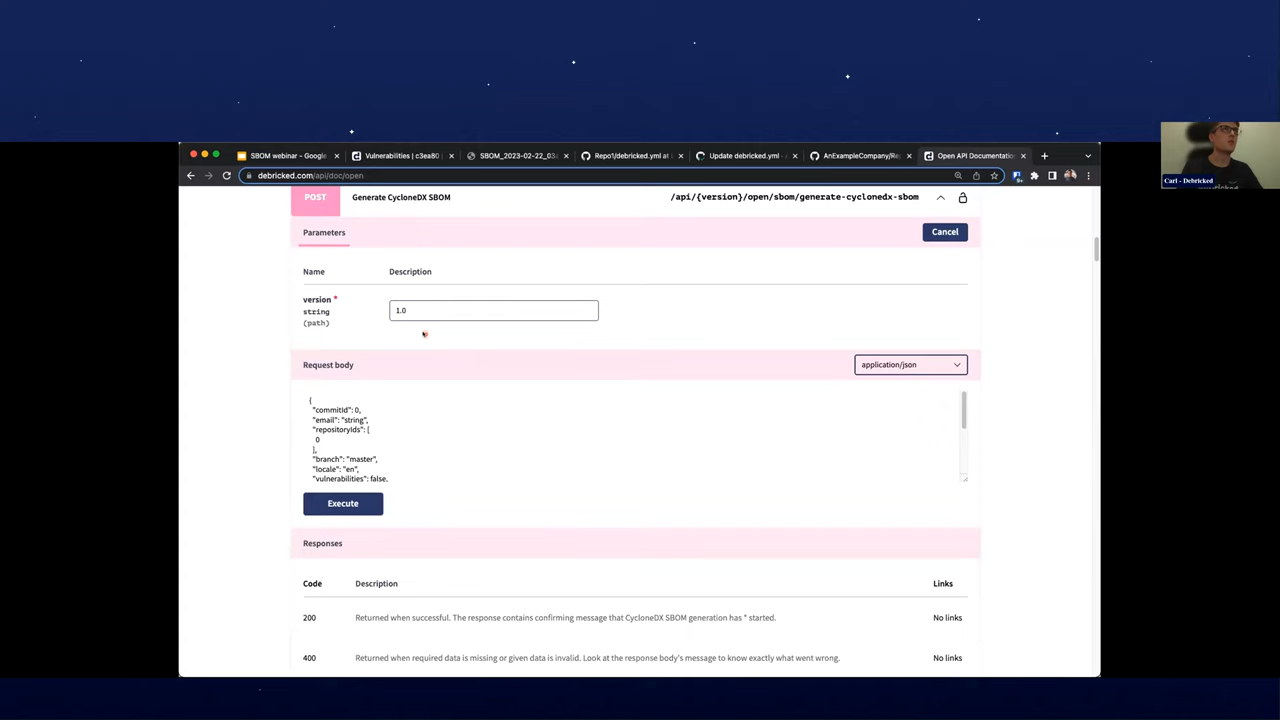 SBOM webinar - Google
Vulnerabilities | c3ea80
SBOM_2023-02-22_03
Repo1/debricked.yml at
Update debricked.yml
AnExampleCompany/Re
Open API Documentation
debricked.com/api/doc/open
Carl - Debricked
POST
Generate CycloneDX SBOM
/api/{version}/open/sbom/generate-cyclonedx-sbom
Parameters
Cancel
Name
Description
version *
string
(path)
1.0
Request body
application/json
{
"commitId": 0,
"email": "string",
"repositoryIds": [
0
],
"branch": "master",
"locale": "en",
"vulnerabilities": false,
Execute
Responses
Code
Description
Links
200
Returned when successful. The response contains confirming message that CycloneDX SBOM generation has * started.
No links
400
Returned when required data is missing or given data is invalid. Look at the response body's message to know exactly what went wrong.
No links